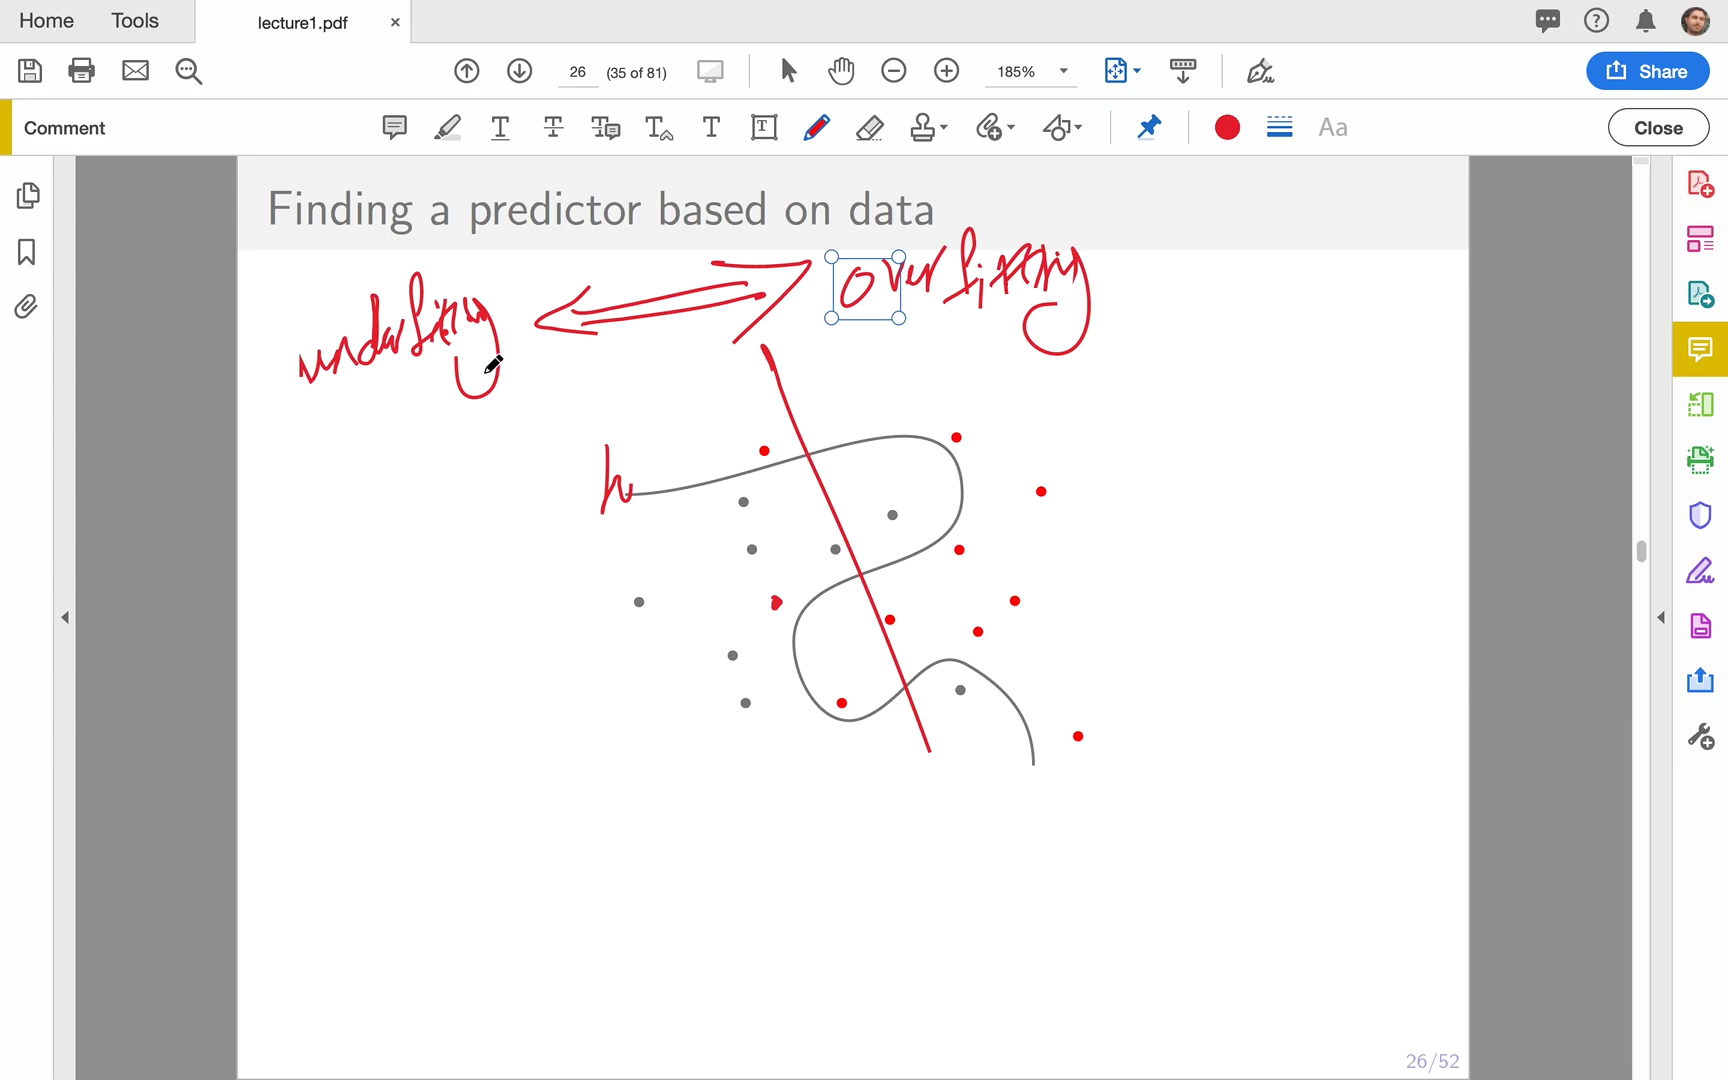 Home Tools lecture1.pdf ×
26 (35 of 81) 185% Share
Comment T T T T T T Aa Close
Finding a predictor based on data
overfitting
underfitting
h
26/52